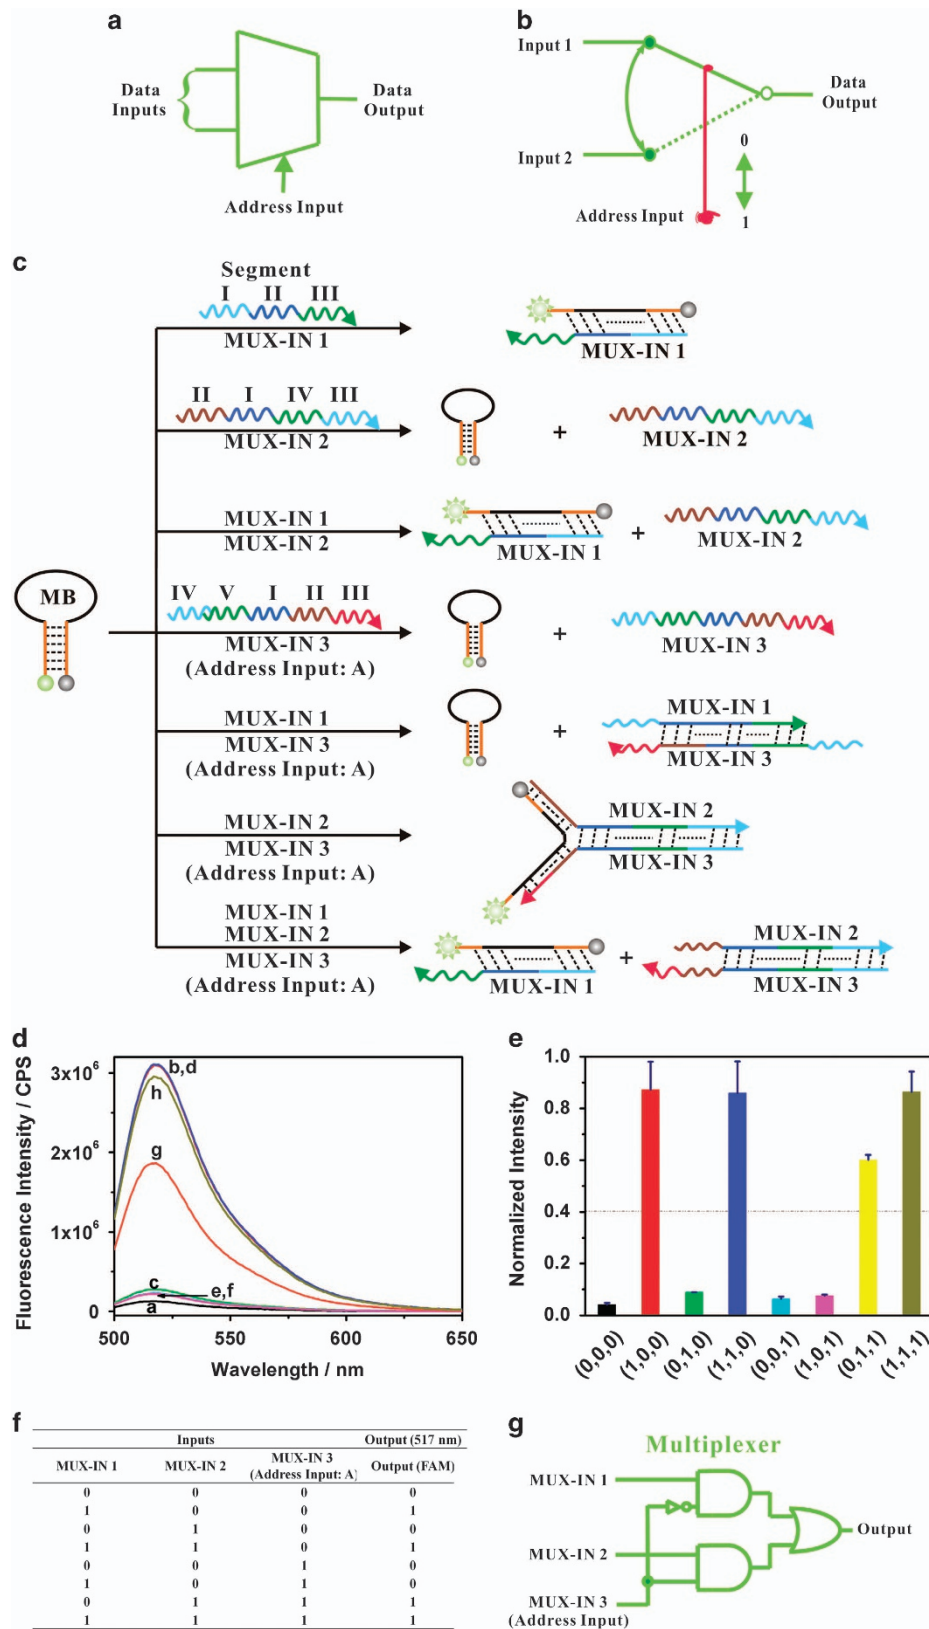 a
Data
Inputs
Data
Output
Address Input
b
Input 1
Input 2
Data
Output
0
1
Address Input
c
Segment
I II III
MUX-IN 1
MUX-IN 1
II I IV III
MUX-IN 2
+
MUX-IN 2
MUX-IN 1
MUX-IN 2
MUX-IN 1
+
MUX-IN 2
MB
IV V I II III
MUX-IN 3
(Address Input: A)
+
MUX-IN 3
MUX-IN 1
MUX-IN 3
(Address Input: A)
+
MUX-IN 1
MUX-IN 3
MUX-IN 2
MUX-IN 3
(Address Input: A)
MUX-IN 2
MUX-IN 3
MUX-IN 1
MUX-IN 2
MUX-IN 3
(Address Input: A)
MUX-IN 1
+
MUX-IN 2
MUX-IN 3
d
Fluorescence Intensity / CPS
3x10⁶
2x10⁶
1x10⁶
0
b,d
h
g
c
e,f
a
500 550 600 650
Wavelength / nm
e
Normalized Intensity
1.0
0.8
0.6
0.4
0.2
0.0
(0,0,0) (1,0,0) (0,1,0) (1,1,0) (0,0,1) (1,0,1) (0,1,1) (1,1,1)
f
Inputs Output (517 nm)
MUX-IN 1 MUX-IN 2 MUX-IN 3 (Address Input: A) Output (FAM)
0 0 0 0
1 0 0 1
0 1 0 0
1 1 0 1
0 0 1 0
1 0 1 0
0 1 1 1
1 1 1 1
g
Multiplexer
MUX-IN 1
MUX-IN 2
MUX-IN 3
(Address Input)
Output